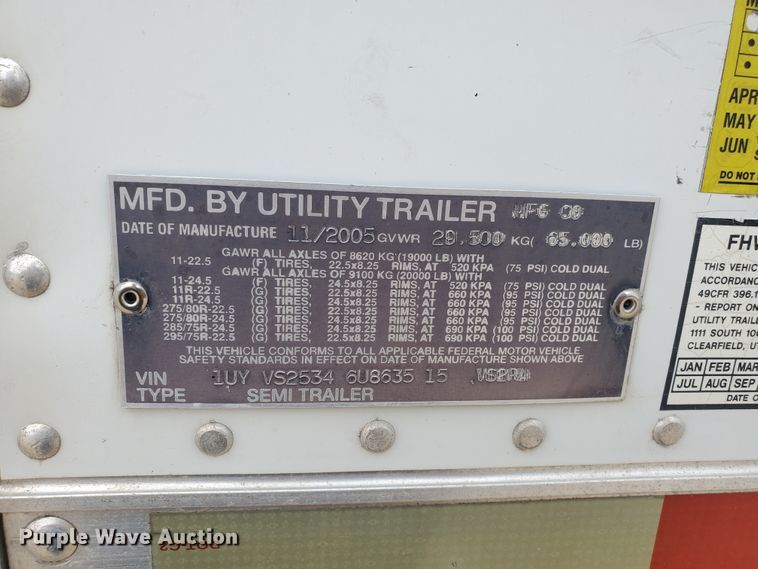 MFD. BY UTILITY TRAILER MFG CO
DATE OF MANUFACTURE 11/2005 GVWR 29.500 KG( 65.000 LB)
GAWR ALL AXLES OF 8620 KG (19000 LB) WITH
11-22.5 (F) TIRES, 22.5x8.25 RIMS, AT 520 KPA (75 PSI) COLD DUAL
GAWR ALL AXLES OF 9100 KG (20000 LB) WITH
11-24.5 (F) TIRES, 24.5x8.25 RIMS, AT 520 KPA (75 PSI) COLD DUAL
11R-22.5 (G) TIRES, 22.5x8.25 RIMS, AT 660 KPA (95 PSI) COLD DUAL
11R-24.5 (G) TIRES, 24.5x8.25 RIMS, AT 660 KPA (95 PSI) COLD DUAL
275/80R-22.5 (G) TIRES, 22.5x8.25 RIMS, AT 660 KPA (95 PSI) COLD DUAL
275/80R-24.5 (G) TIRES, 24.5x8.25 RIMS, AT 660 KPA (95 PSI) COLD DUAL
285/75R-24.5 (G) TIRES, 24.5x8.25 RIMS, AT 690 KPA (100 PSI) COLD DUAL
295/75R-22.5 (G) TIRES, 22.5x8.25 RIMS, AT 690 KPA (100 PSI) COLD DUAL
THIS VEHICLE CONFORMS TO ALL APPLICABLE FEDERAL MOTOR VEHICLE
SAFETY STANDARDS IN EFFECT ON DATE OF MANUFACTURE SHOWN ABOVE
VIN 1UY VS2534 6U8635 15
TYPE SEMI TRAILER
APR
MAY
JUN
DO NOT
FHW
THIS VEHIC
ACCORDANC
49CFR 396.1
- REPORT ON
UTILITY TRAILE
1111 SOUTH 10
CLEARFIELD, UT
JAN FEB MAR
JUL AUG SEP
DATE O
Purple Wave Auction